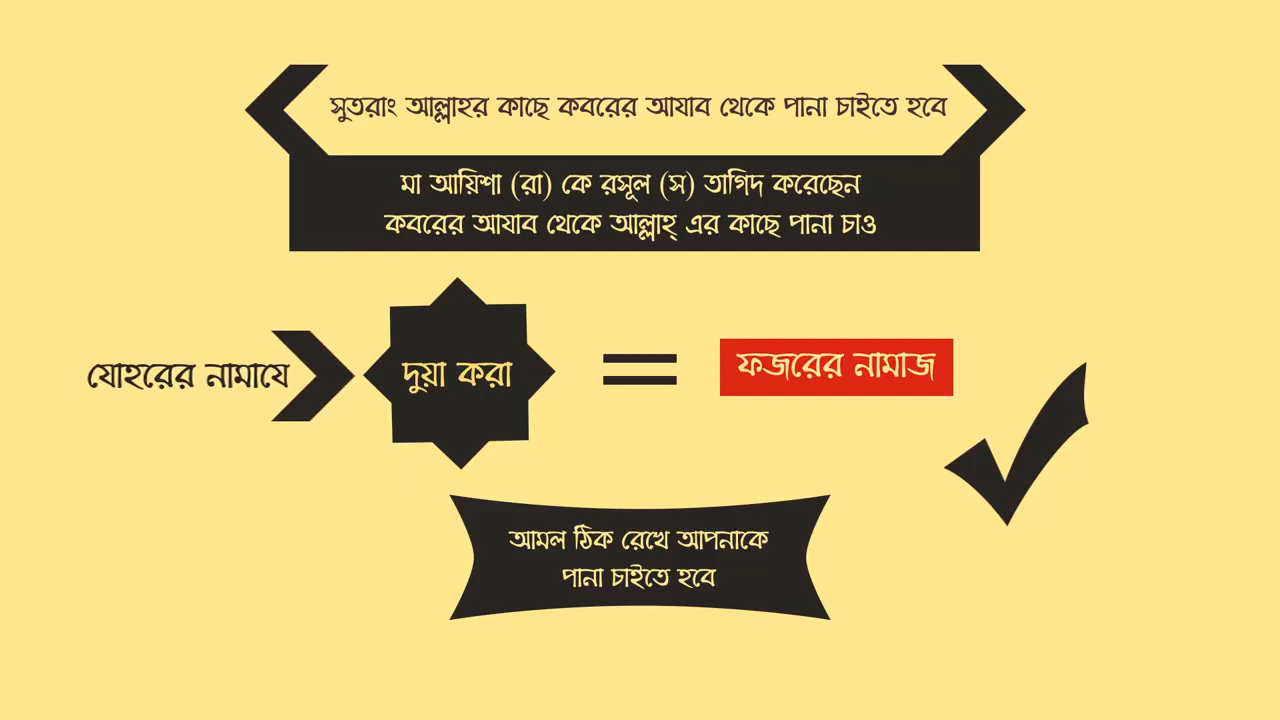 সুতরাং আল্লাহর কাছে কবরের আযাব থেকে পানা চাইতে হবে
মা আয়িশা (রা) কে রসূল (স) তাগিদ করেছেন
কবরের আযাব থেকে আল্লাহ্ এর কাছে পানা চাও
যোহরের নামাযে
দুয়া করা
=
ফজরের নামাজ
আমল ঠিক রেখে আপনাকে
পানা চাইতে হবে